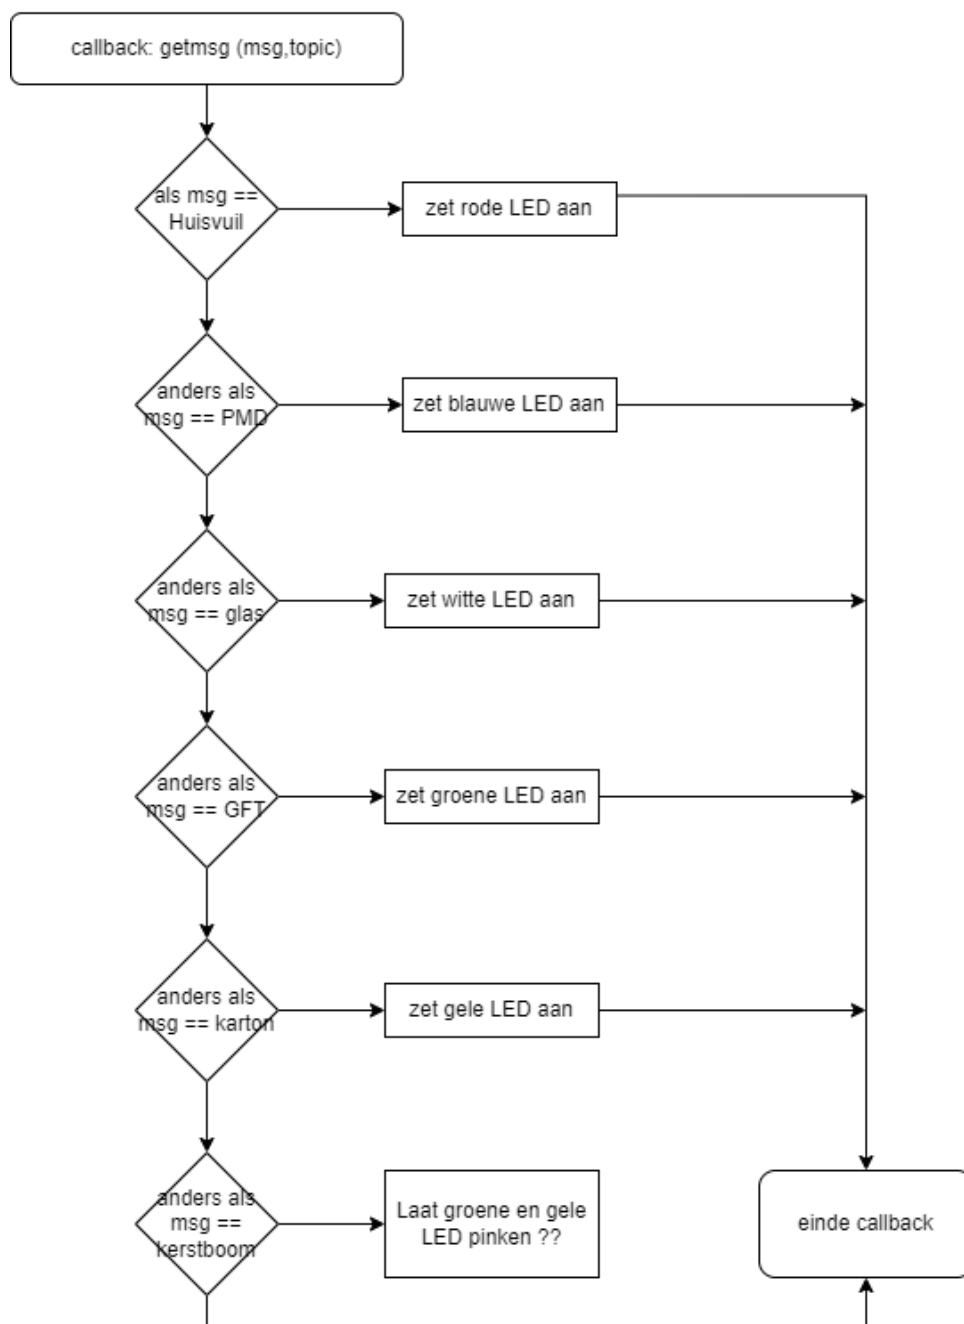 callback: getmsg (msg,topic)
als msg ==
Huisvuil
zet rode LED aan
anders als
msg == PMD
zet blauwe LED aan
anders als
msg == glas
zet witte LED aan
anders als
msg == GFT
zet groene LED aan
anders als
msg == karton
zet gele LED aan
anders als
msg ==
kerstboom
Laat groene en gele
LED pinken ??
einde callback